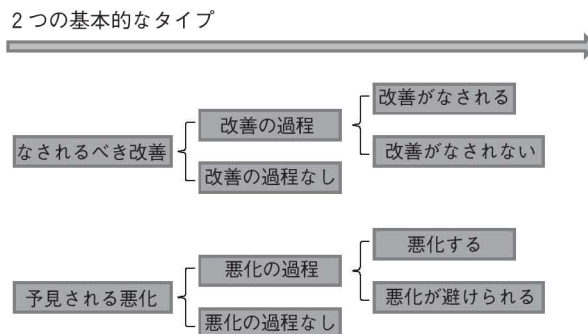 2つの基本的なタイプ
なされるべき改善
改善の過程
改善の過程なし
改善がなされる
改善がなされない
予見される悪化
悪化の過程
悪化の過程なし
悪化する
悪化が避けられる